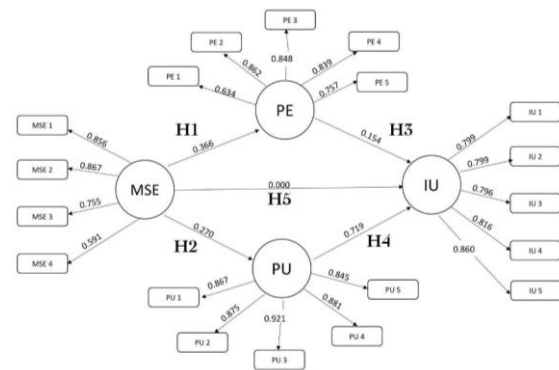 PE 3
PE 2
PE 4
PE 1
PE 5
0.634
0.862
0.848
0.839
0.757
PE
H1
0.366
0.154
H3
MSE 1
MSE 2
MSE 3
MSE 4
0.856
0.867
0.755
0.591
MSE
0.000
H5
IU
IU 1
IU 2
IU 3
IU 4
IU 5
0.799
0.799
0.796
0.816
0.860
H2
0.270
0.719
H4
PU
0.867
0.875
0.921
0.881
0.845
PU 1
PU 2
PU 3
PU 4
PU 5